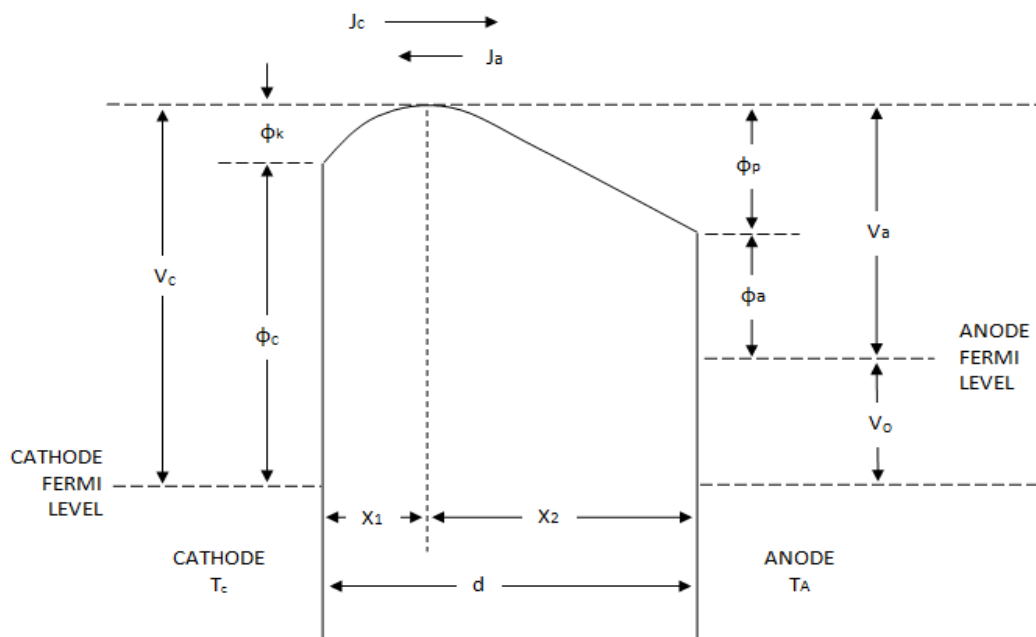 Jc
Ja
ϕk
ϕp
Va
Vc
ϕc
ϕa
ANODE
FERMI
LEVEL
Vo
CATHODE
FERMI
LEVEL
X1
X2
CATHODE
Tc
d
ANODE
TA